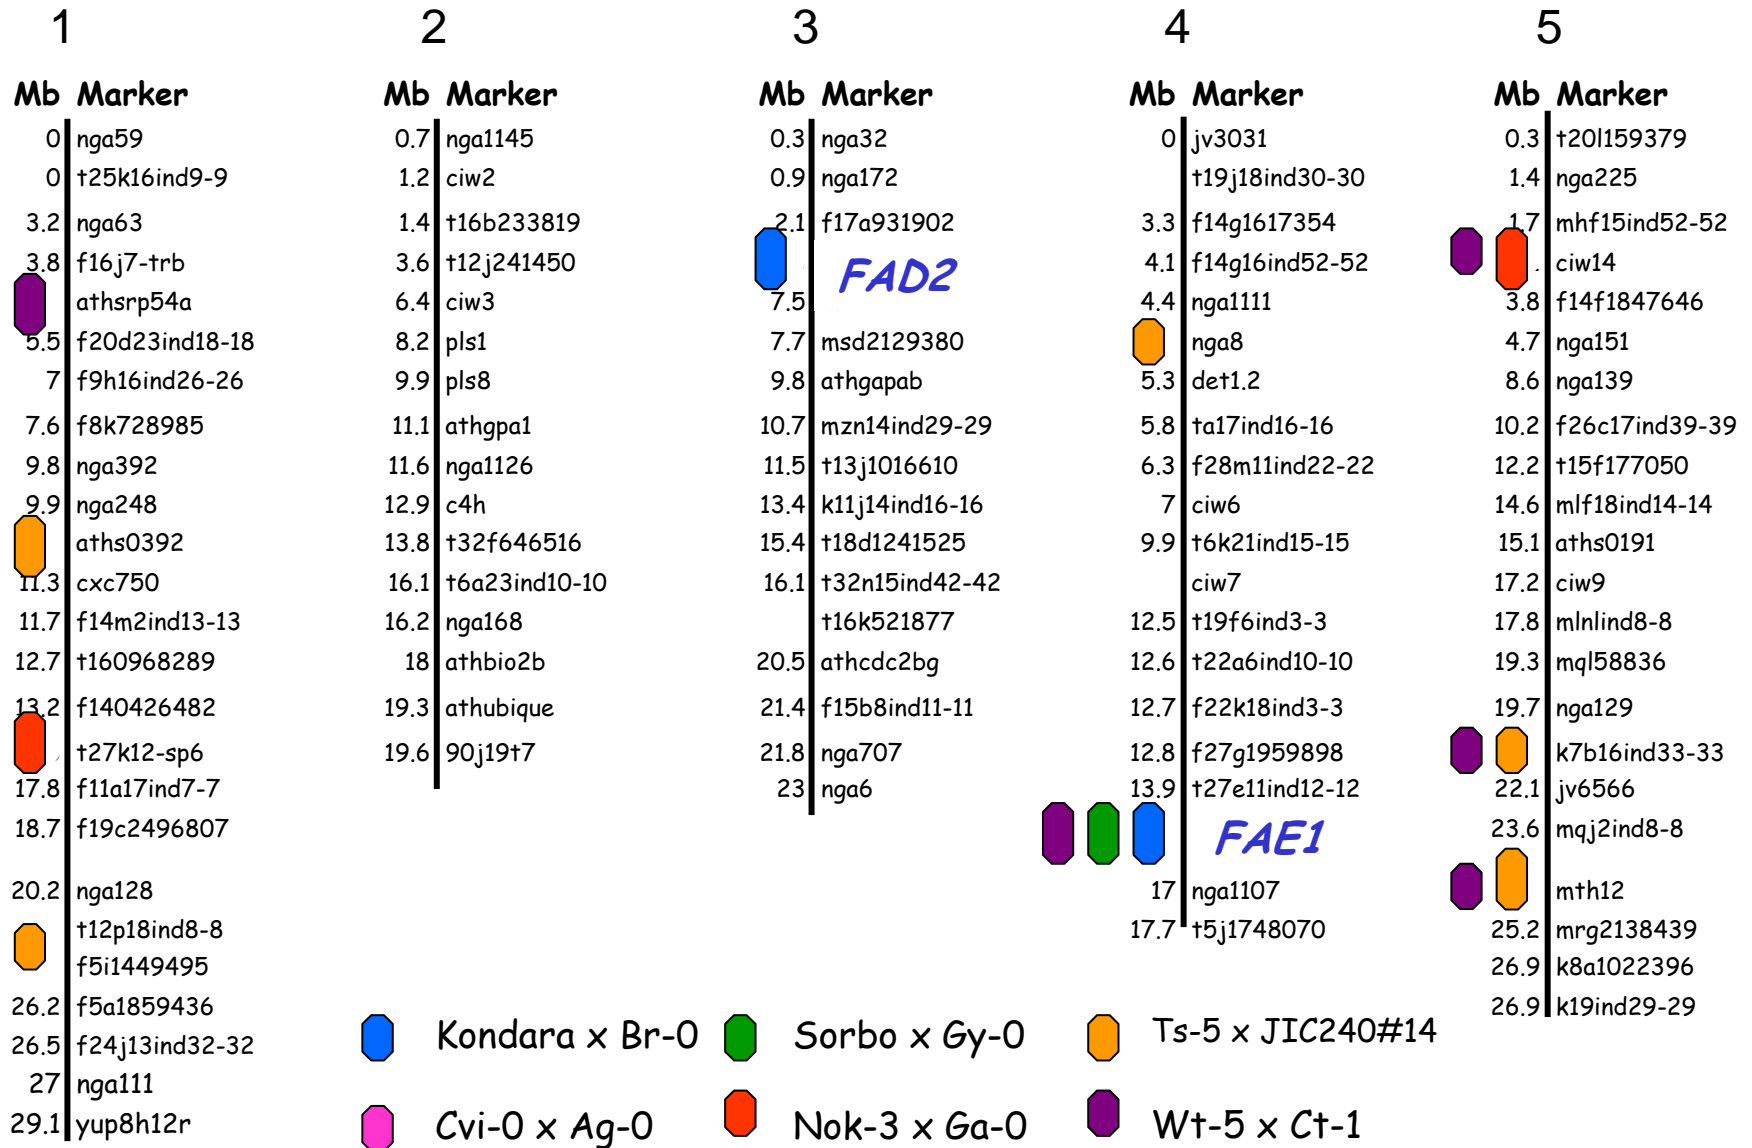 1 2 3 4 5
Mb Marker Mb Marker Mb Marker Mb Marker Mb Marker
0 nga59 0.7 nga1145 0.3 nga32 0 jv3031 0.3 t20l159379
0 t25k16ind9-9 1.2 ciw2 0.9 nga172 t19j18ind30-30 1.4 nga225
3.2 nga63 1.4 t16b233819 2.1 f17a931902 3.3 f14g1617354 1.7 mhf15ind52-52
3.8 f16j7-trb 3.6 t12j241450 FAD2 4.1 f14g16ind52-52 ciw14
athsrp54a 6.4 ciw3 7.5 4.4 nga1111 3.8 f14f1847646
5.5 f20d23ind18-18 8.2 pls1 7.7 msd2129380 nga8 4.7 nga151
7 f9h16ind26-26 9.9 pls8 9.8 athgapab 5.3 det1.2 8.6 nga139
7.6 f8k728985 11.1 athgpa1 10.7 mzn14ind29-29 5.8 ta17ind16-16 10.2 f26c17ind39-39
9.8 nga392 11.6 nga1126 11.5 t13j1016610 6.3 f28m11ind22-22 12.2 t15f177050
9.9 nga248 12.9 c4h 13.4 k11j14ind16-16 7 ciw6 14.6 mlf18ind14-14
aths0392 13.8 t32f646516 15.4 t18d1241525 9.9 t6k21ind15-15 15.1 aths0191
11.3 cxc750 16.1 t6a23ind10-10 16.1 t32n15ind42-42 ciw7 17.2 ciw9
11.7 f14m2ind13-13 16.2 nga168 t16k521877 12.5 t19f6ind3-3 17.8 mlnlind8-8
12.7 t160968289 18 athbio2b 20.5 athcdc2bg 12.6 t22a6ind10-10 19.3 mql58836
13.2 f140426482 19.3 athubique 21.4 f15b8ind11-11 12.7 f22k18ind3-3 19.7 nga129
t27k12-sp6 19.6 90j19t7 21.8 nga707 12.8 f27g1959898 k7b16ind33-33
17.8 f11a17ind7-7 23 nga6 13.9 t27e11ind12-12 22.1 jv6566
18.7 f19c2496807 FAE1 23.6 mqj2ind8-8
20.2 nga128 17 nga1107 mth12
t12p18ind8-8 17.7 t5j1748070 25.2 mrg2138439
f5i1449495 26.9 k8a1022396
26.2 f5a1859436 26.9 k19ind29-29
26.5 f24j13ind32-32 Kondara x Br-0 Sorbo x Gy-0 Ts-5 x JIC240#14
27 nga111
29.1 yup8h12r Cvi-0 x Ag-0 Nok-3 x Ga-0 Wt-5 x Ct-1